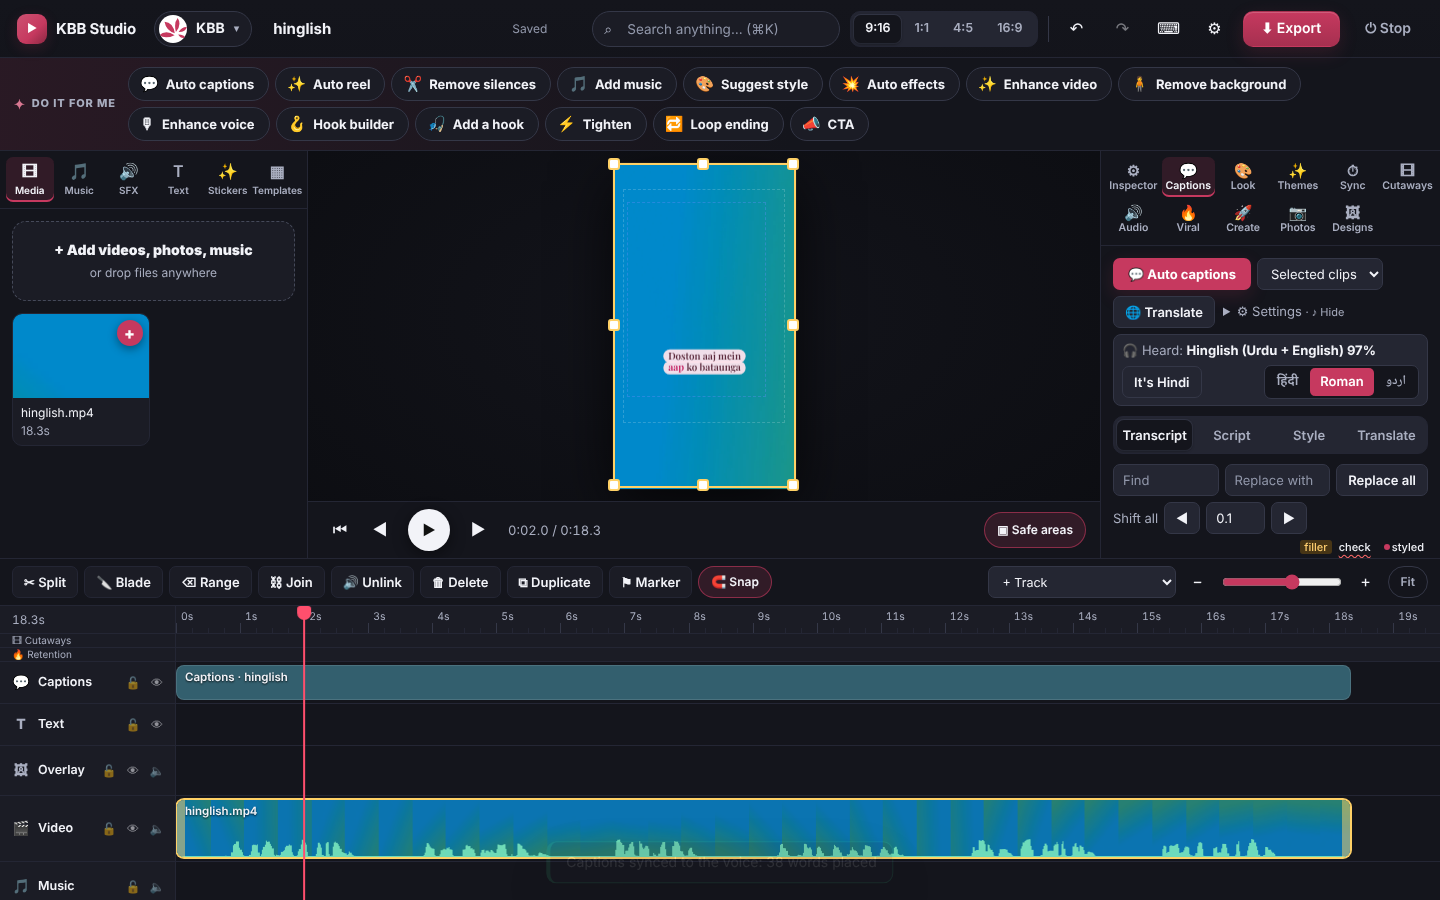 KBB Studio
KBB
hinglish
Saved
Search anything... (⌘K)
9:16 1:1 4:5 16:9
Export
Stop
DO IT FOR ME
Auto captions
Auto reel
Remove silences
Add music
Suggest style
Auto effects
Enhance video
Remove background
Enhance voice
Hook builder
Add a hook
Tighten
Loop ending
CTA
Media Music SFX Text Stickers Templates
+ Add videos, photos, music
or drop files anywhere
hinglish.mp4
18.3s
Doston aaj mein
aap ko bataunga
0:02.0 / 0:18.3
Safe areas
Inspector Captions Look Themes Sync Cutaways
Audio Viral Create Photos Designs
Auto captions
Selected clips
Translate
Settings · ♪ Hide
Heard: Hinglish (Urdu + English) 97%
It's Hindi
हिंदी Roman اردو
Transcript Script Style Translate
Find
Replace with
Replace all
Shift all
0.1
filler check styled
Split Blade Range Join Unlink Delete Duplicate Marker Snap
+ Track
− +
Fit
18.3s
0s 1s 2s 3s 4s 5s 6s 7s 8s 9s 10s 11s 12s 13s 14s 15s 16s 17s 18s 19s
Cutaways
Retention
Captions
Captions · hinglish
T Text
Overlay
Video
hinglish.mp4
Captions synced to the voice: 38 words placed
Music